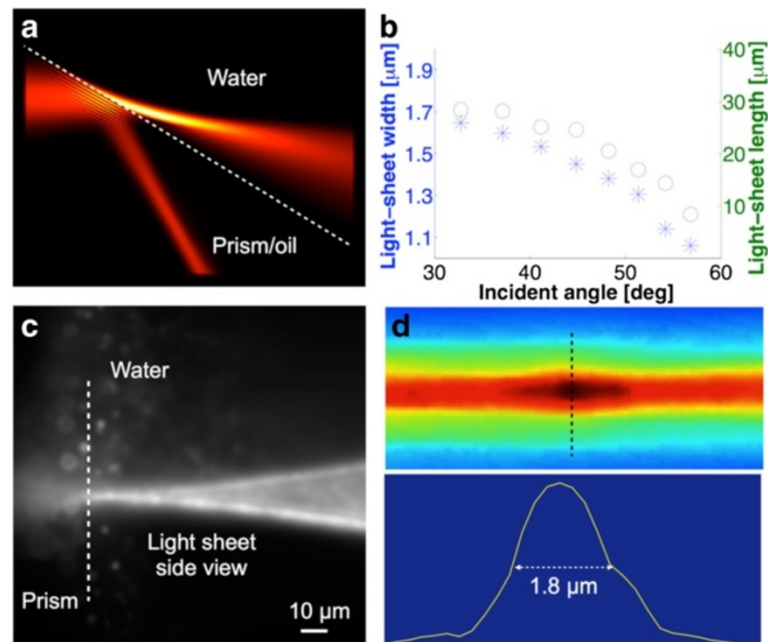 a
Water
Prism/oil
b
Light-sheet width [μm]
1.9
1.7
1.5
1.3
1.1
40
30
20
10
Light-sheet length [μm]
30 40 50 60
Incident angle [deg]
c
Water
Light sheet
side view
Prism
10 μm
d
1.8 μm